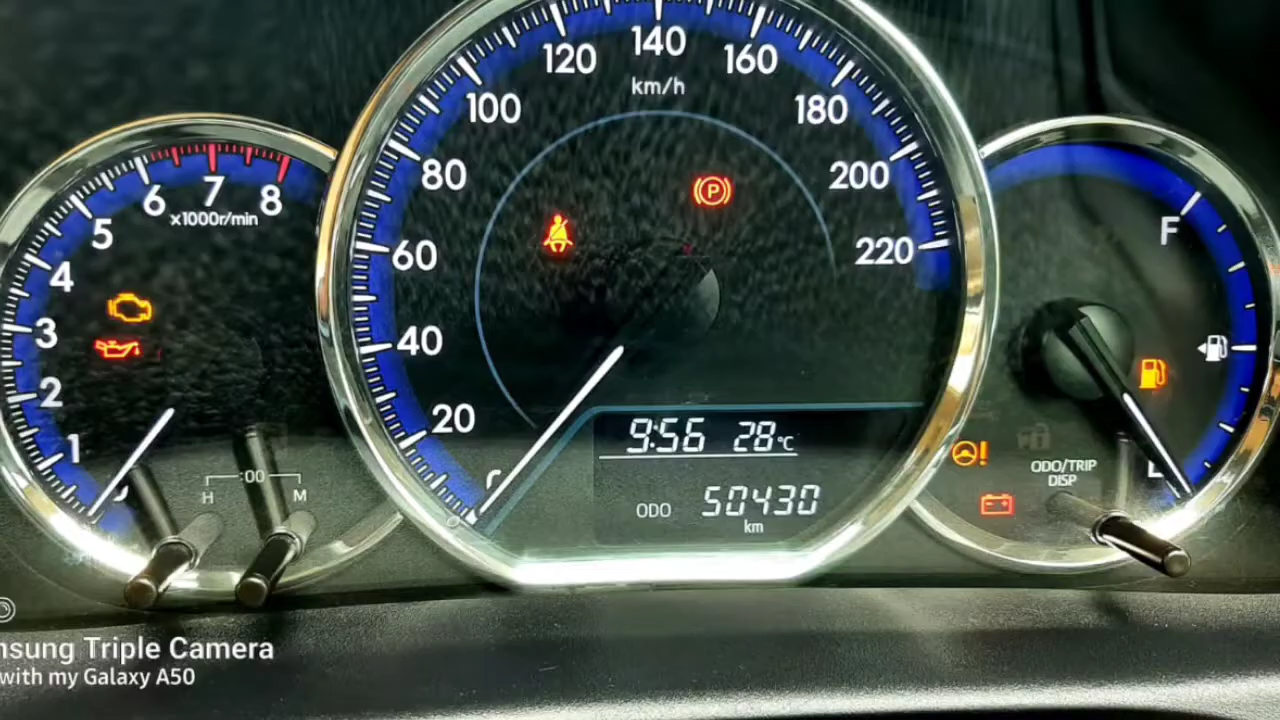 120 140 160
km/h
100 180
80 200
60 220
40
20
6 7 8
x1000r/min
5
4
3
2
1
H :00 M
P
9:56 28°C
ODO 50430
km
F
!
ODO/TRIP
DISP
nsung Triple Camera
with my Galaxy A50